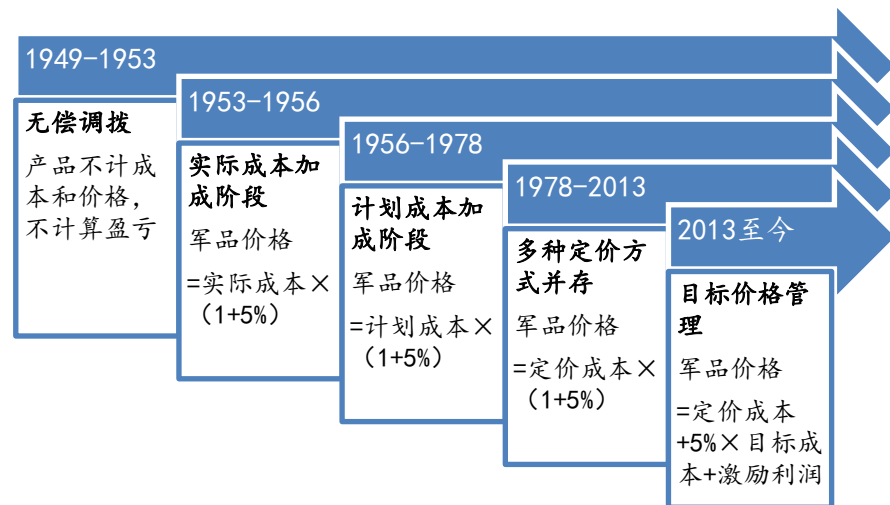 1949-1953
无偿调拨
产品不计成
本和价格，
不计算盈亏
1953-1956
实际成本加
成阶段
军品价格
=实际成本×
（1+5%）
1956-1978
计划成本加
成阶段
军品价格
=计划成本×
（1+5%）
1978-2013
多种定价方
式并存
军品价格
=定价成本×
（1+5%）
2013至今
目标价格管
理
军品价格
=定价成本
+5%×目标成
本+激励利润